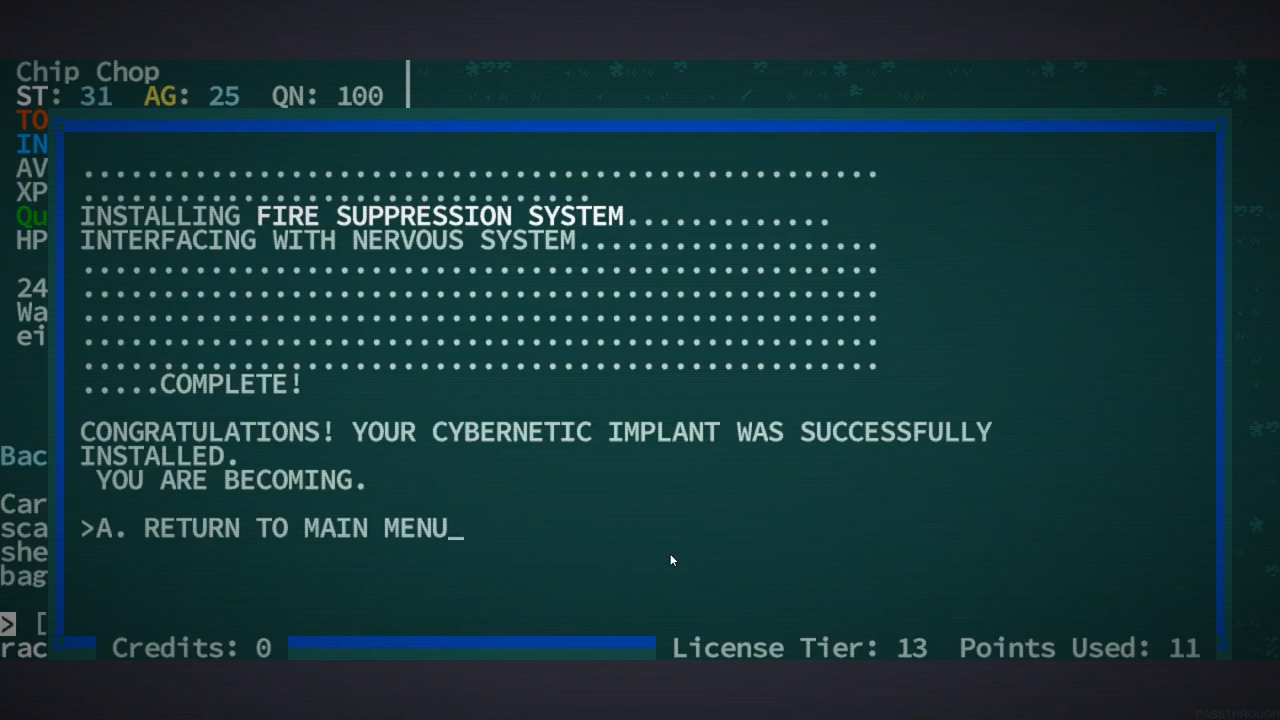 Chip Chop
ST: 31 AG: 25 QN: 100
TO
IN
AV
XP
Qu
HP
24
Wa
ei
..................................................
................................
INSTALLING FIRE SUPPRESSION SYSTEM.............
INTERFACING WITH NERVOUS SYSTEM...................
..................................................
..................................................
..................................................
..................................................
..................................................
.....COMPLETE!
CONGRATULATIONS! YOUR CYBERNETIC IMPLANT WAS SUCCESSFULLY
INSTALLED.
YOU ARE BECOMING.
>A. RETURN TO MAIN MENU_
Bac
Car
sca
she
bag
> [
rac
Credits: 0 License Tier: 13 Points Used: 11